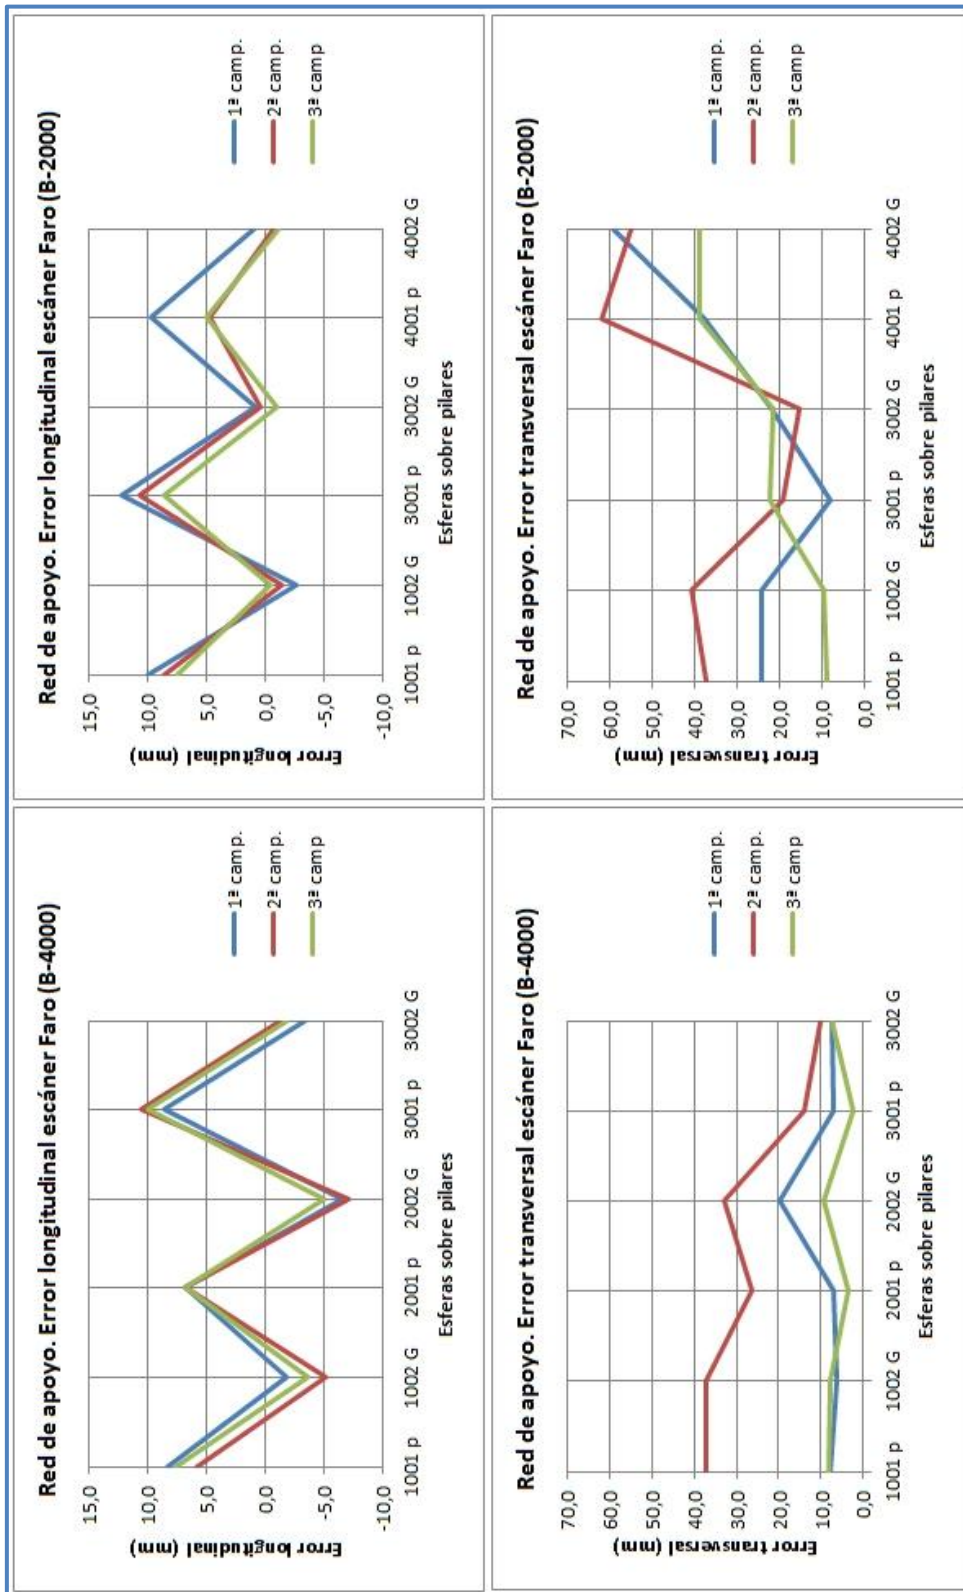 Red de apoyo. Error longitudinal escáner Faro (B-4000)
Error longitudinal (mm)
15,0
10,0
5,0
0,0
-5,0
-10,0
1001 p
1002 G
2001 p
2002 G
3001 p
3002 G
Esferas sobre pilares
1ª camp.
2ª camp.
3ª camp
Red de apoyo. Error longitudinal escáner Faro (B-2000)
Error longitudinal (mm)
15,0
10,0
5,0
0,0
-5,0
-10,0
1001 p
1002 G
3001 p
3002 G
4001 p
4002 G
Esferas sobre pilares
1ª camp.
2ª camp.
3ª camp
Red de apoyo. Error transversal escáner Faro (B-4000)
Error transversal (mm)
70,0
60,0
50,0
40,0
30,0
20,0
10,0
0,0
1001 p
1002 G
2001 p
2002 G
3001 p
3002 G
Esferas sobre pilares
1ª camp.
2ª camp.
3ª camp
Red de apoyo. Error transversal escáner Faro (B-2000)
Error transversal (mm)
70,0
60,0
50,0
40,0
30,0
20,0
10,0
0,0
1001 p
1002 G
3001 p
3002 G
4001 p
4002 G
Esferas sobre pilares
1ª camp.
2ª camp.
3ª camp